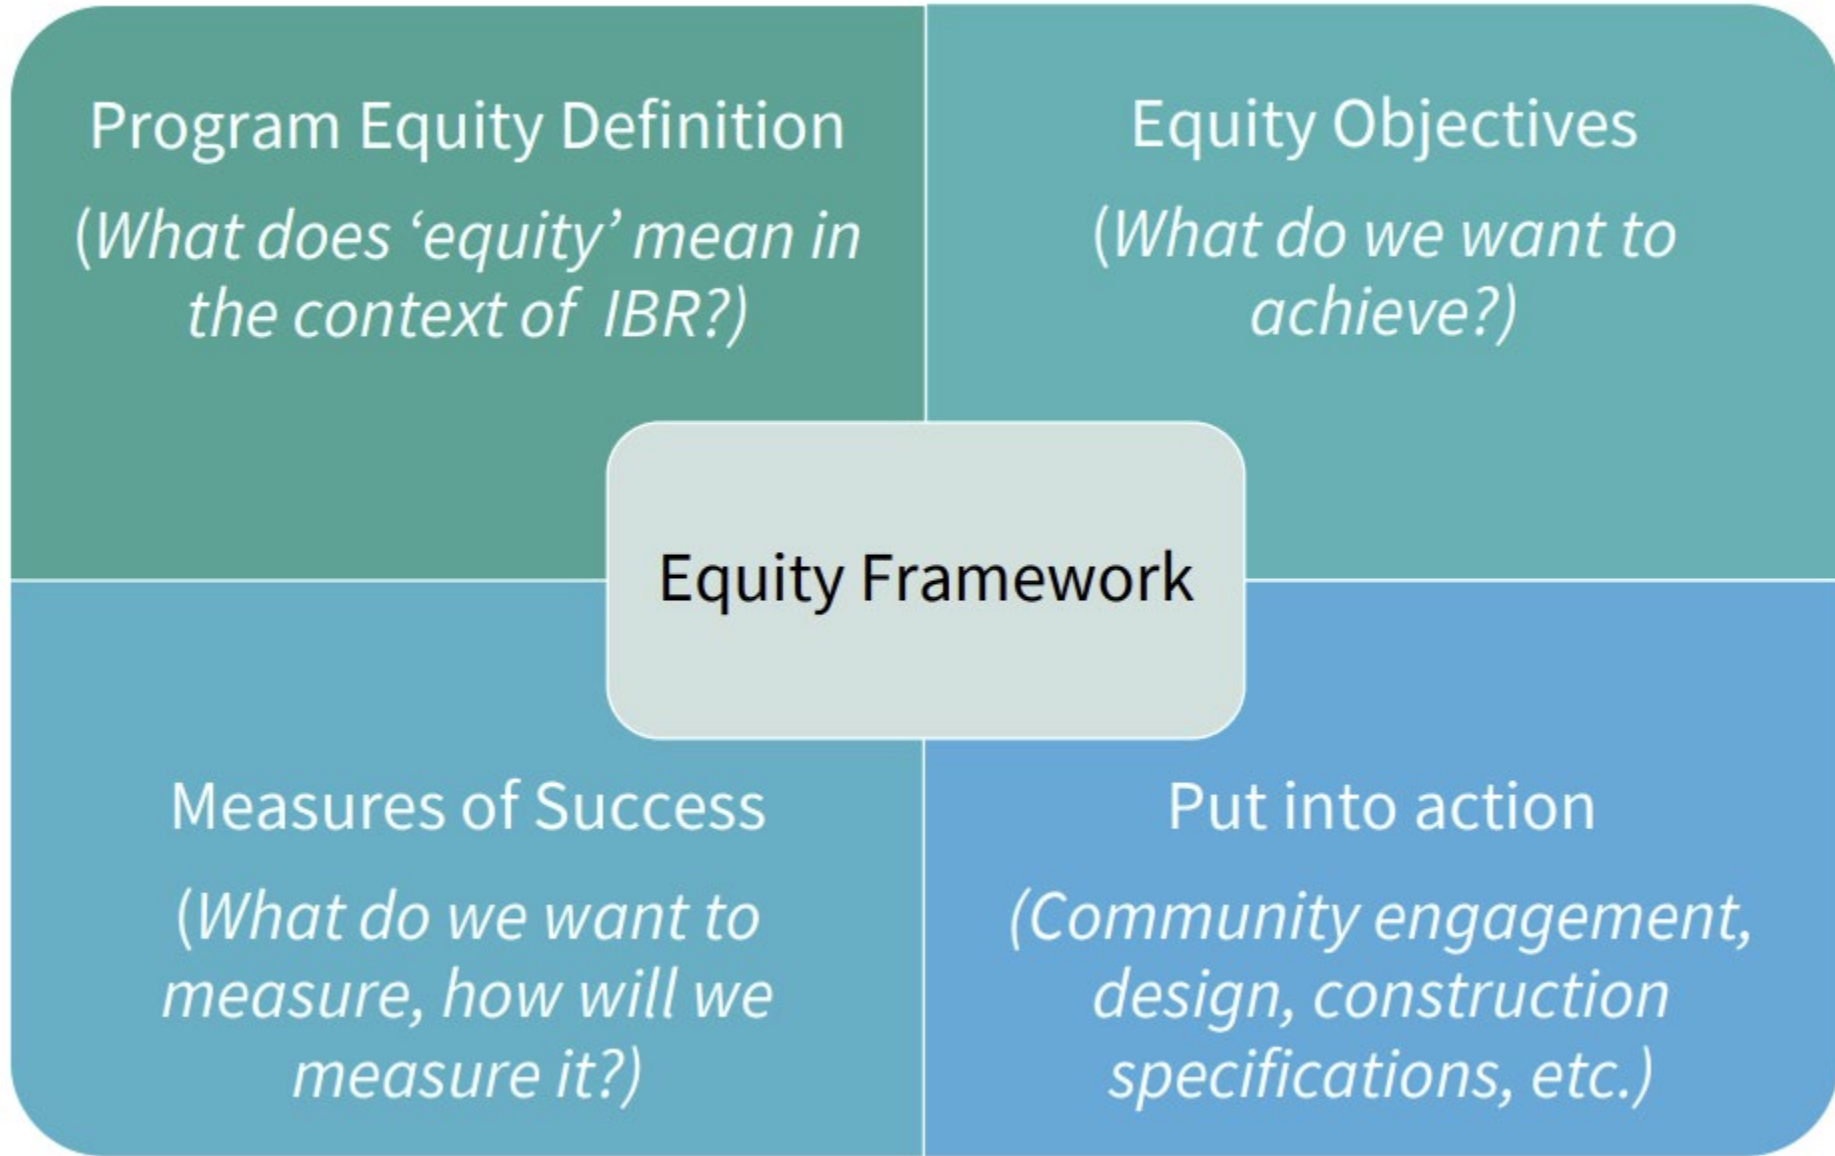 Program Equity Definition
(What does ‘equity’ mean in
the context of  IBR?)
Equity Objectives
(What do we want to
achieve?)
Equity Framework
Measures of Success
(What do we want to
measure, how will we
measure it?)
Put into action
(Community engagement,
design, construction
specifications, etc.)